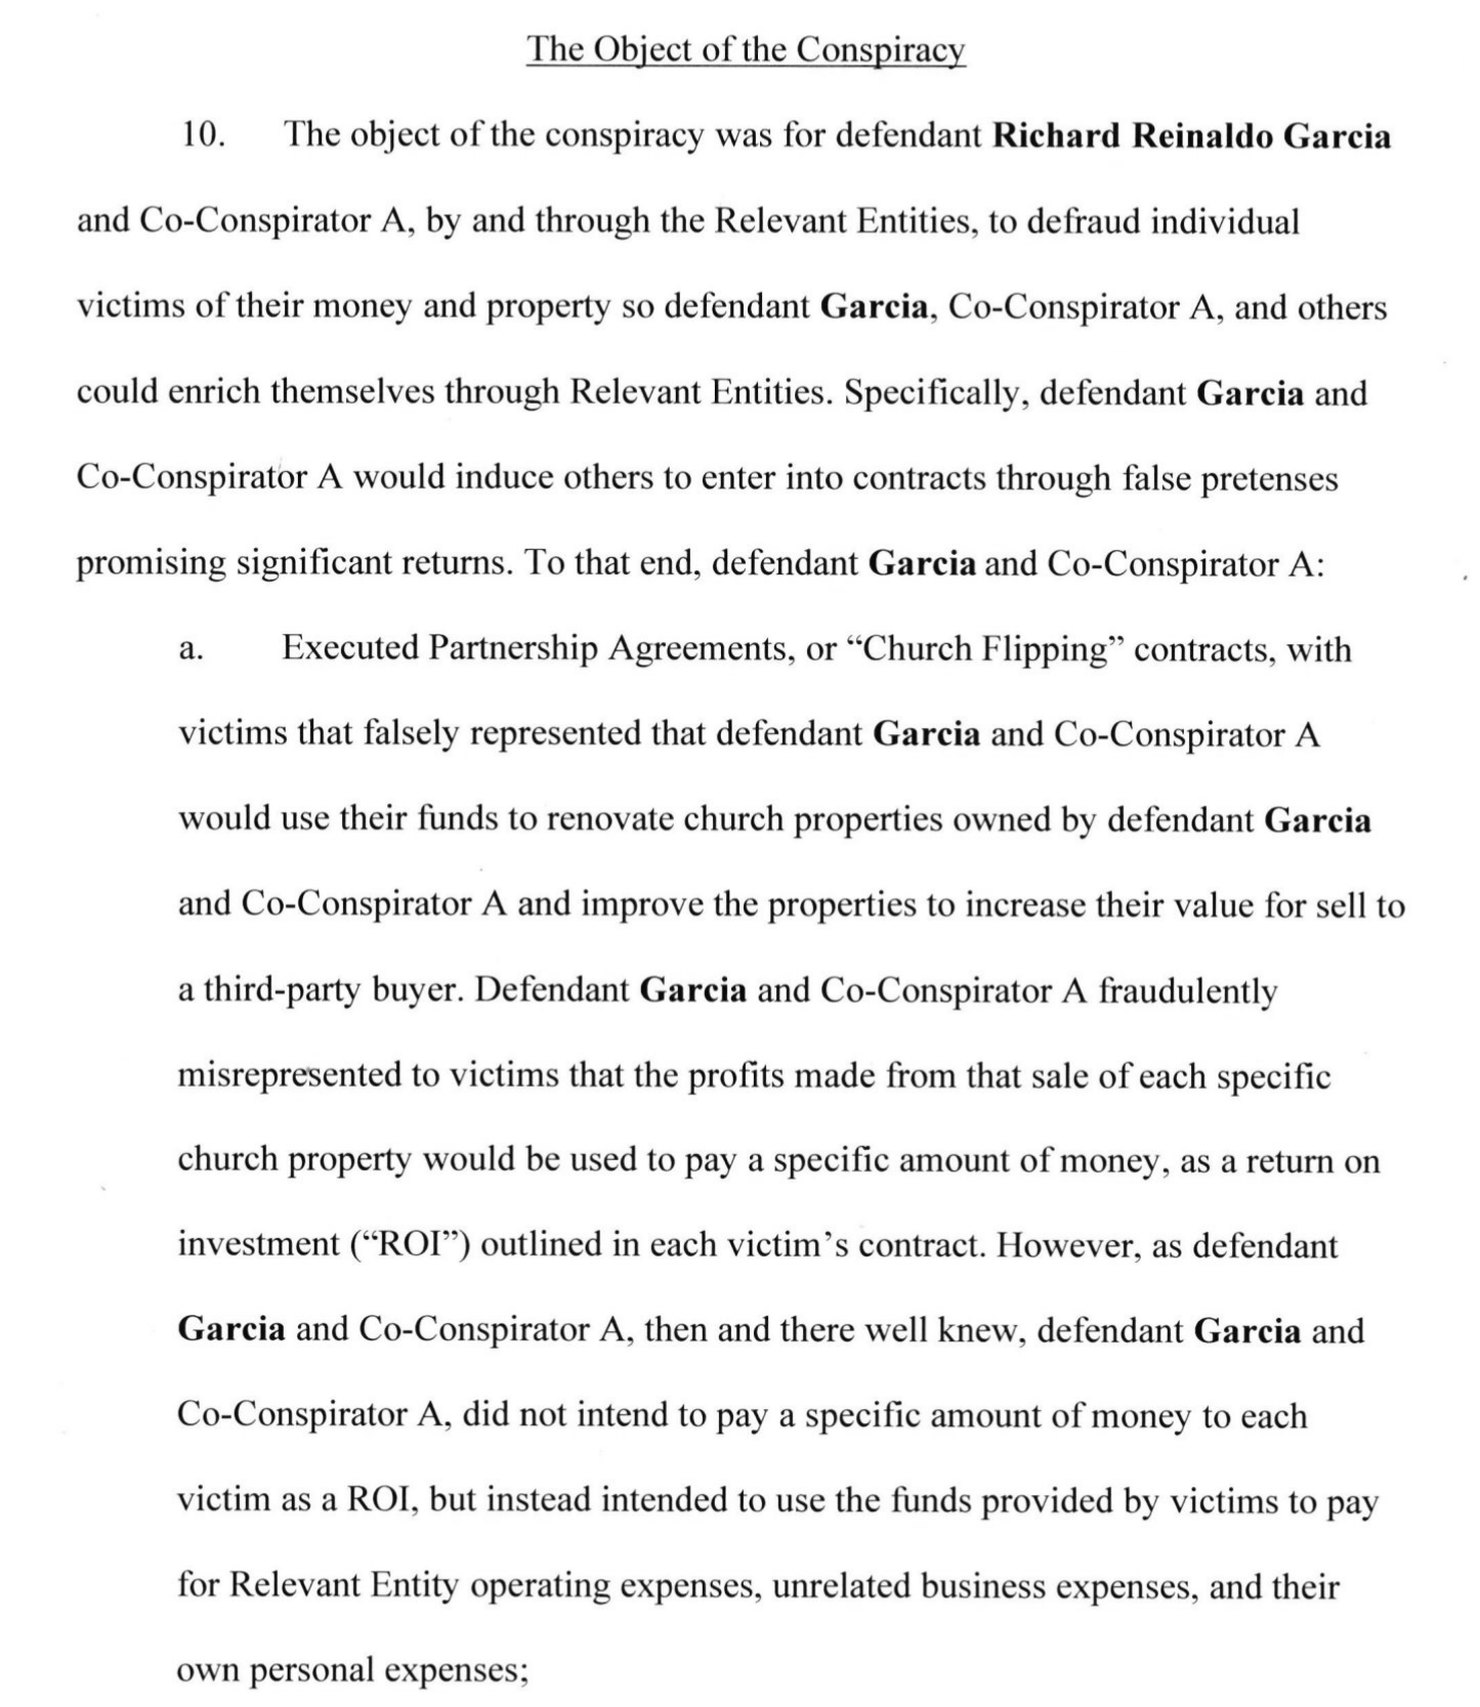 The Object of the Conspiracy
10. The object of the conspiracy was for defendant Richard Reinaldo Garcia
and Co-Conspirator A, by and through the Relevant Entities, to defraud individual
victims of their money and property so defendant Garcia, Co-Conspirator A, and others
could enrich themselves through Relevant Entities. Specifically, defendant Garcia and
Co-Conspirator A would induce others to enter into contracts through false pretenses
promising significant returns. To that end, defendant Garcia and Co-Conspirator A:
a. Executed Partnership Agreements, or “Church Flipping” contracts, with
victims that falsely represented that defendant Garcia and Co-Conspirator A
would use their funds to renovate church properties owned by defendant Garcia
and Co-Conspirator A and improve the properties to increase their value for sell to
a third-party buyer. Defendant Garcia and Co-Conspirator A fraudulently
misrepresented to victims that the profits made from that sale of each specific
church property would be used to pay a specific amount of money, as a return on
investment (“ROI”) outlined in each victim’s contract. However, as defendant
Garcia and Co-Conspirator A, then and there well knew, defendant Garcia and
Co-Conspirator A, did not intend to pay a specific amount of money to each
victim as a ROI, but instead intended to use the funds provided by victims to pay
for Relevant Entity operating expenses, unrelated business expenses, and their
own personal expenses;